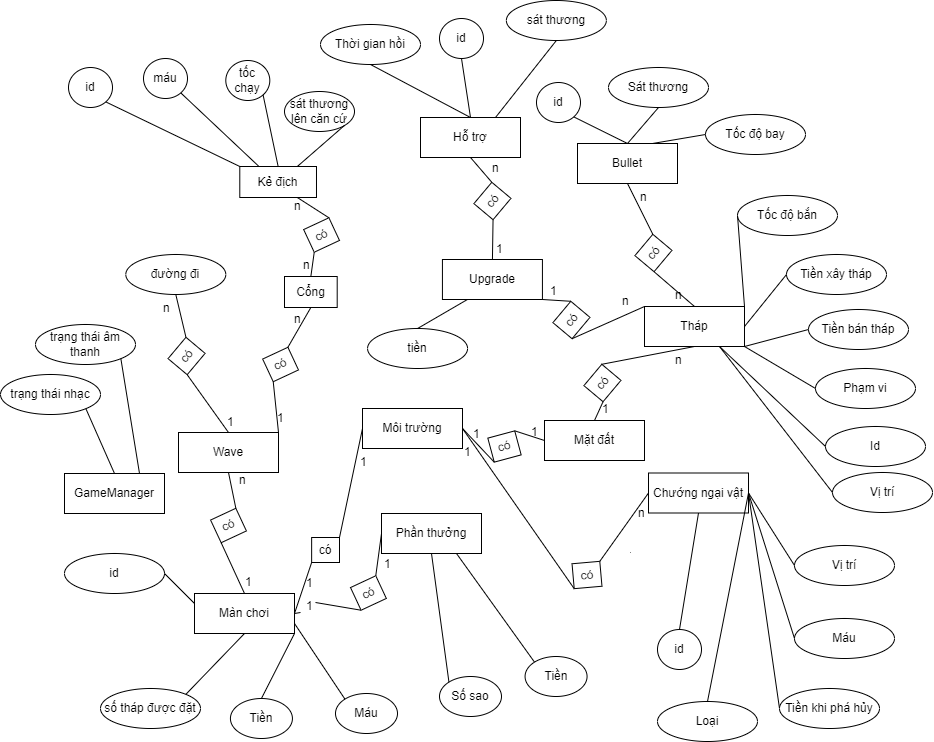 sát thương
Thời gian hồi
id
id
máu
tốc
chạy
sát thương
lên căn cứ
id
Sát thương
Tốc độ bay
Hỗ trợ
Bullet
Kẻ địch
n
n
n
n
có
có
Tốc độ bắn
có
n
1
có
đường đi
Cổng
Upgrade
1
n
n
Tiền xây tháp
n
n
có
Tháp
Tiền bán tháp
trạng thái âm
thanh
có
có
tiền
n
có
Phạm vi
trạng thái nhạc
1
1
1
Môi trường
1
1
có
1
Mặt đất
Id
Wave
1
1
n
GameManager
Chướng ngại vật
Vị trí
n
có
Phần thưởng
có
1
có
Vị trí
id
1
1
có
1
Màn chơi
id
Máu
số tháp được đặt
Tiền
Máu
Số sao
Tiền
Loại
Tiền khi phá hủy